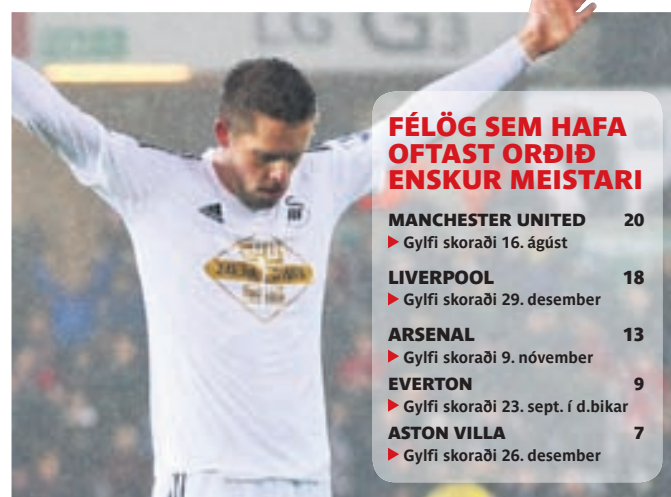 FÉLÖG SEM HAFA
OFTAST ORÐIÐ
ENSKUR MEISTARI
MANCHESTER UNITED 20
Gylfi skoraði 16. ágúst
LIVERPOOL 18
Gylfi skoraði 29. desember
ARSENAL 13
Gylfi skoraði 9. nóvember
EVERTON 9
Gylfi skoraði 23. sept. í d.bikar
ASTON VILLA 7
Gylfi skoraði 26. desember